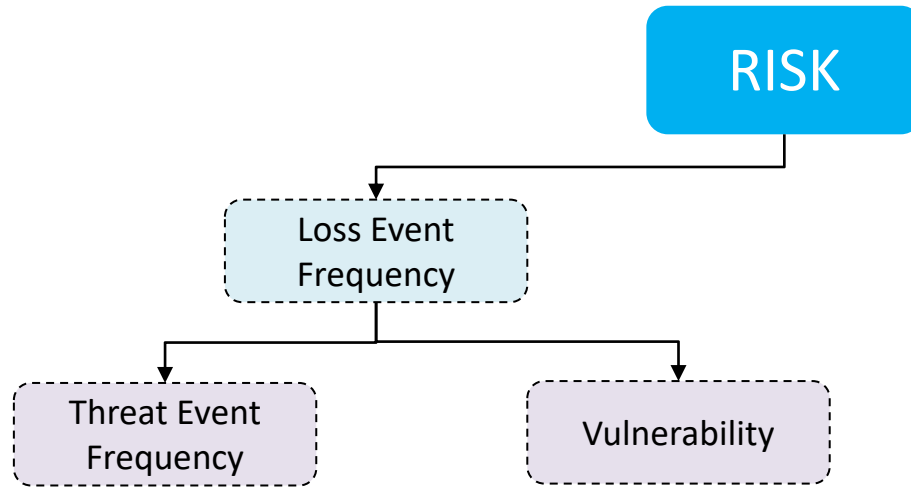 RISK
Loss Event
Frequency
Threat Event
Frequency
Vulnerability